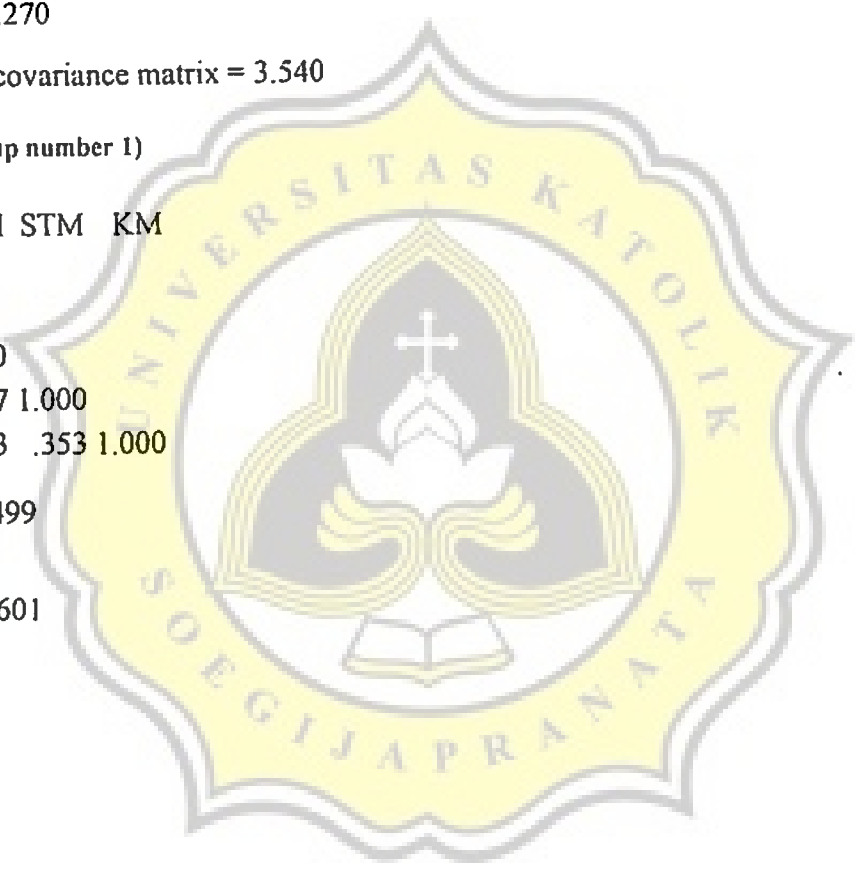 270
covariance matrix = 3.540
number 1)
STM KM
0
7 1.000
3 .353 1.000
499
601
UNIVERSITAS KATOLIK
SOEGIJAPRANATA